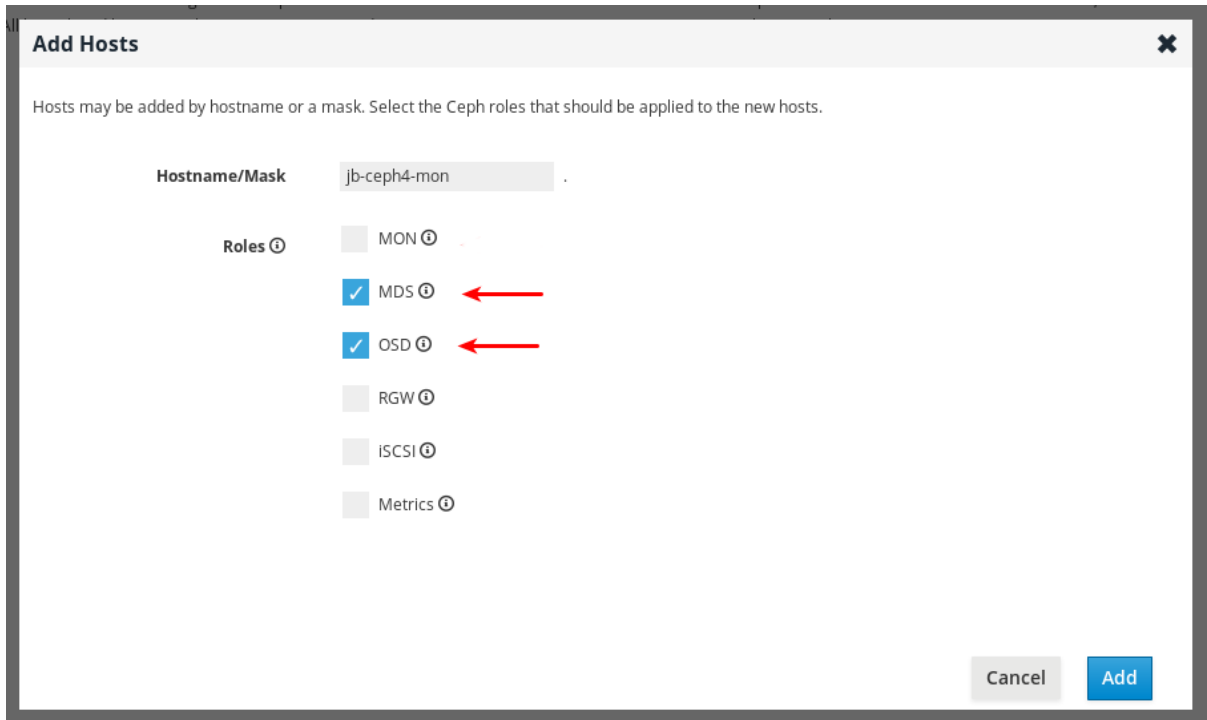 All
Add Hosts
Hosts may be added by hostname or a mask. Select the Ceph roles that should be applied to the new hosts.
Hostname/Mask jb-ceph4-mon .
Roles MON
MDS
OSD
RGW
iSCSI
Metrics
Cancel Add